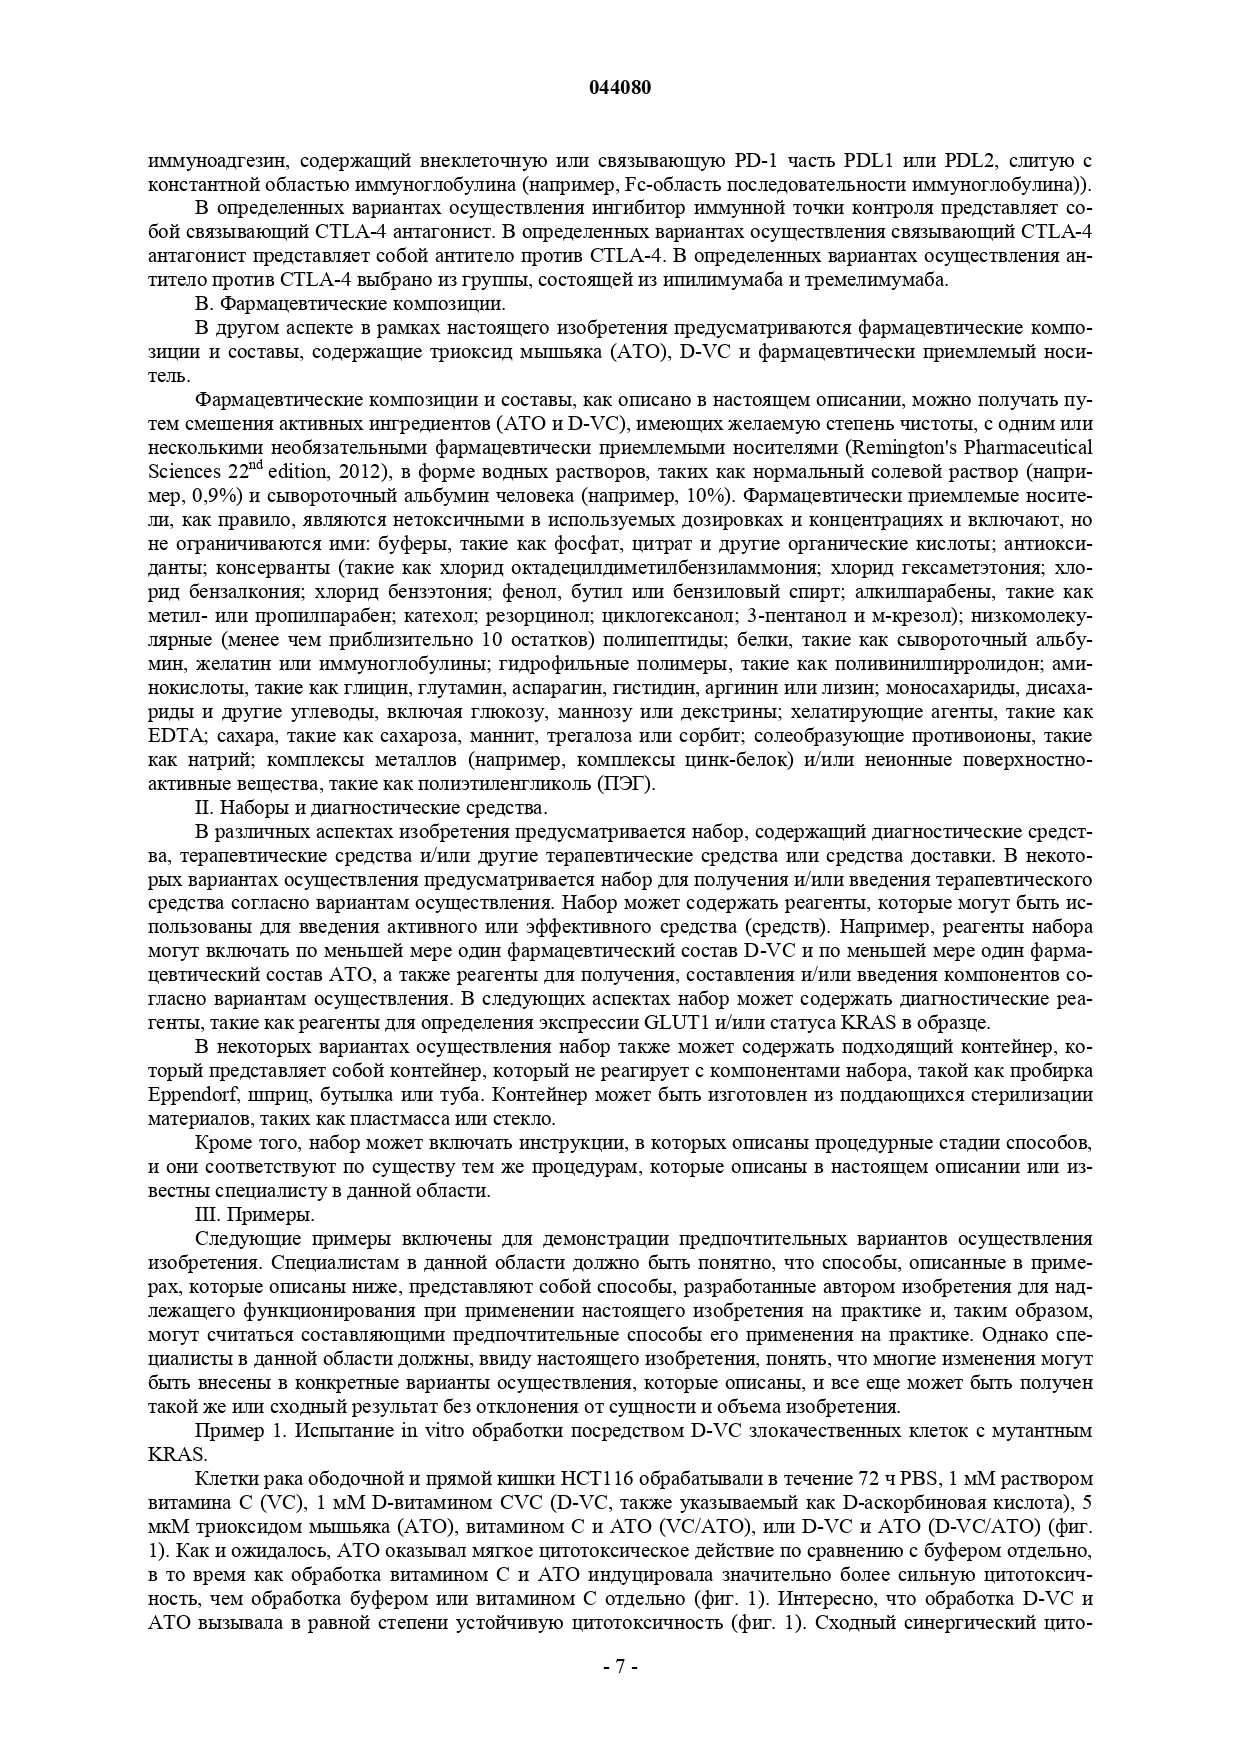 044080
иммуноадгезин, содержащий внеклеточную или связывающую PD-1 часть PDL1 или PDL2, слитую с
константной областью иммуноглобулина (например, Fc-область последовательности иммуноглобулина)).
В определенных вариантах осуществления ингибитор иммунной точки контроля представляет со-
бой связывающий CTLA-4 антагонист. В определенных вариантах осуществления связывающий CTLA-4
антагонист представляет собой антитело против CTLA-4. В определенных вариантах осуществления ан-
титело против CTLA-4 выбрано из группы, состоящей из ипилимумаба и тремелимумаба.
B. Фармацевтические композиции.
В другом аспекте в рамках настоящего изобретения предусматриваются фармацевтические компо-
зиции и составы, содержащие триоксид мышьяка (АТО), D-VC и фармацевтически приемлемый носи-
тель.
Фармацевтические композиции и составы, как описано в настоящем описании, можно получать пу-
тем смешения активных ингредиентов (АТО и D-VC), имеющих желаемую степень чистоты, с одним или
несколькими необязательными фармацевтически приемлемыми носителями (Remington's Pharmaceutical
Sciences 22nd edition, 2012), в форме водных растворов, таких как нормальный солевой раствор (напри-
мер, 0,9%) и сывороточный альбумин человека (например, 10%). Фармацевтически приемлемые носите-
ли, как правило, являются нетоксичными в используемых дозировках и концентрациях и включают, но
не ограничиваются ими: буферы, такие как фосфат, цитрат и другие органические кислоты; антиокси-
данты; консерванты (такие как хлорид октадецилдиметилбензиламмония; хлорид гексаметэтония; хло-
рид бензалкония; хлорид бензэтония; фенол, бутил или бензиловый спирт; алкилпарабены, такие как
метил- или пропилпарабен; катехол; резорцинол; циклогексанол; 3-пентанол и м-крезол); низкомолеку-
лярные (менее чем приблизительно 10 остатков) полипептиды; белки, такие как сывороточный альбу-
мин, желатин или иммуноглобулины; гидрофильные полимеры, такие как поливинилпирролидон; ами-
нокислоты, такие как глицин, глутамин, аспарагин, гистидин, аргинин или лизин; моносахариды, дисаха-
риды и другие углеводы, включая глюкозу, маннозу или декстрины; хелатирующие агенты, такие как
EDTA; сахара, такие как сахароза, маннит, трегалоза или сорбит; солеобразующие противоионы, такие
как натрий; комплексы металлов (например, комплексы цинк-белок) и/или неионные поверхностно-
активные вещества, такие как полиэтиленгликоль (ПЭГ).
II. Наборы и диагностические средства.
В различных аспектах изобретения предусматривается набор, содержащий диагностические средст-
ва, терапевтические средства и/или другие терапевтические средства или средства доставки. В некото-
рых вариантах осуществления предусматривается набор для получения и/или введения терапевтического
средства согласно вариантам осуществления. Набор может содержать реагенты, которые могут быть ис-
пользованы для введения активного или эффективного средства (средств). Например, реагенты набора
могут включать по меньшей мере один фармацевтический состав D-VC и по меньшей мере один фарма-
цевтический состав АТО, а также реагенты для получения, составления и/или введения компонентов со-
гласно вариантам осуществления. В следующих аспектах набор может содержать диагностические реа-
генты, такие как реагенты для определения экспрессии GLUT1 и/или статуса KRAS в образце.
В некоторых вариантах осуществления набор также может содержать подходящий контейнер, ко-
торый представляет собой контейнер, который не реагирует с компонентами набора, такой как пробирка
Eppendorf, шприц, бутылка или туба. Контейнер может быть изготовлен из поддающихся стерилизации
материалов, таких как пластмасса или стекло.
Кроме того, набор может включать инструкции, в которых описаны процедурные стадии способов,
и они соответствуют по существу тем же процедурам, которые описаны в настоящем описании или из-
вестны специалисту в данной области.
III. Примеры.
Следующие примеры включены для демонстрации предпочтительных вариантов осуществления
изобретения. Специалистам в данной области должно быть понятно, что способы, описанные в приме-
рах, которые описаны ниже, представляют собой способы, разработанные автором изобретения для над-
лежащего функционирования при применении настоящего изобретения на практике и, таким образом,
могут считаться составляющими предпочтительные способы его применения на практике. Однако спе-
циалисты в данной области должны, ввиду настоящего изобретения, понять, что многие изменения могут
быть внесены в конкретные варианты осуществления, которые описаны, и все еще может быть получен
такой же или сходный результат без отклонения от сущности и объема изобретения.
Пример 1. Испытание in vitro обработки посредством D-VC злокачественных клеток с мутантным
KRAS.
Клетки рака ободочной и прямой кишки HCT116 обрабатывали в течение 72 ч PBS, 1 мМ раствором
витамина C (VC), 1 мМ D-витамином CVC (D-VC, также указываемый как D-аскорбиновая кислота), 5
мкМ триоксидом мышьяка (АТО), витамином C и АТО (VC/ATO), или D-VC и АТО (D-VC/ATO) (фиг.
1). Как и ожидалось, АТО оказывал мягкое цитотоксическое действие по сравнению с буфером отдельно,
в то время как обработка витамином C и АТО индуцировала значительно более сильную цитотоксич-
ность, чем обработка буфером или витамином C отдельно (фиг. 1). Интересно, что обработка D-VC и
АТО вызывала в равной степени устойчивую цитотоксичность (фиг. 1). Сходный синергический цито-
- 7 -